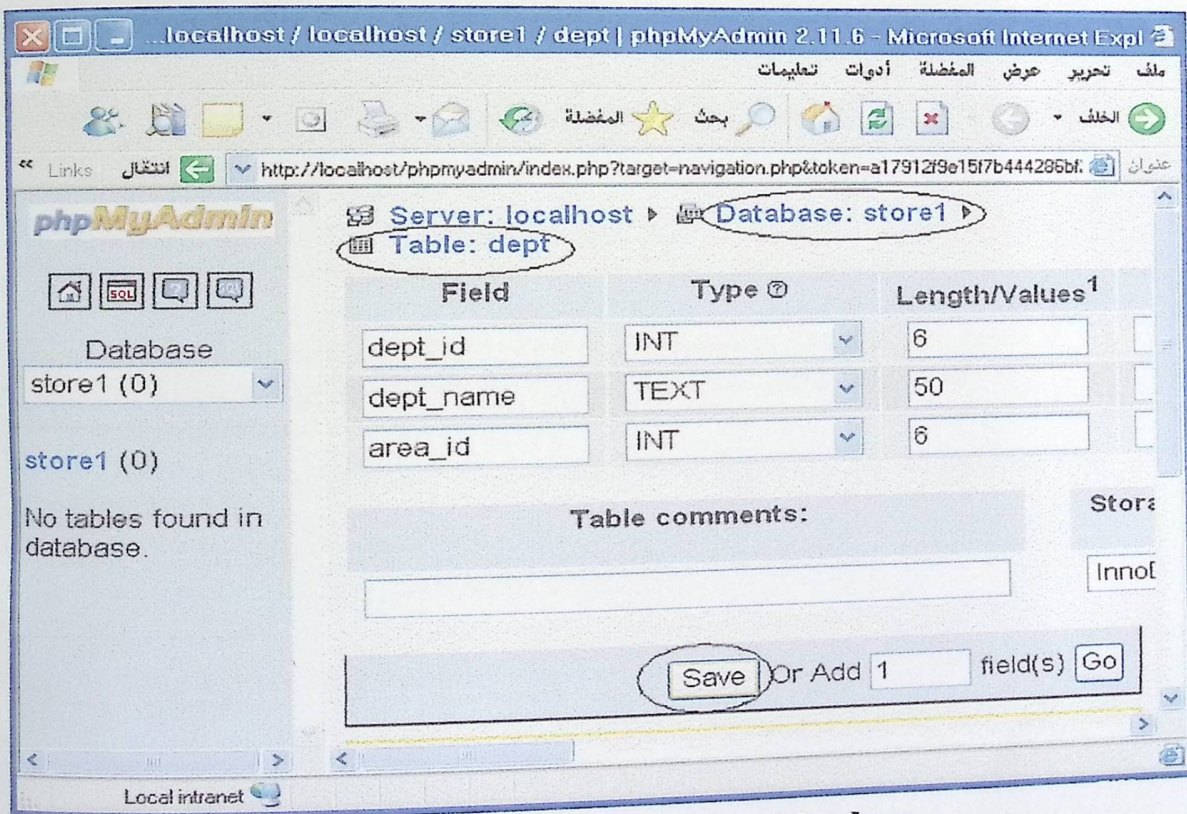 ...localhost / localhost / store1 / dept | phpMyAdmin 2.11.6 - Microsoft Internet Expl
ملف تحرير عرض المفضلة أدوات تعليمات
الخلف بحث المفضلة
عنوان http://localhost/phpmyadmin/index.php?target=navigation.php&token=a17912f9e15f7b444286bf. انتقال Links »
phpMyAdmin
SQL
Database
store1 (0)
store1 (0)
No tables found in
database.
Server: localhost Database: store1
Table: dept
Field Type Length/Values1
dept_id INT 6
dept_name TEXT 50
area_id INT 6
Table comments: Stora
InnoD
Save Or Add 1 field(s) Go
Local intranet